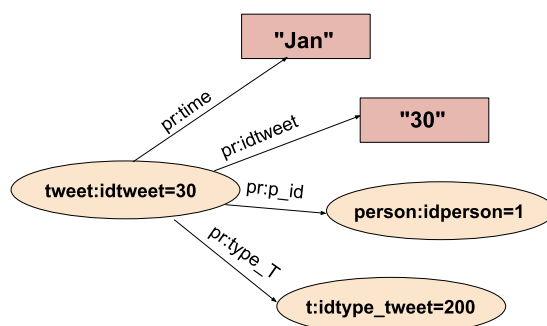 "Jan"
pr:time
"30"
pr:idtweet
tweet:idtweet=30
pr:p_id
person:idperson=1
pr:type_T
t:idtype_tweet=200